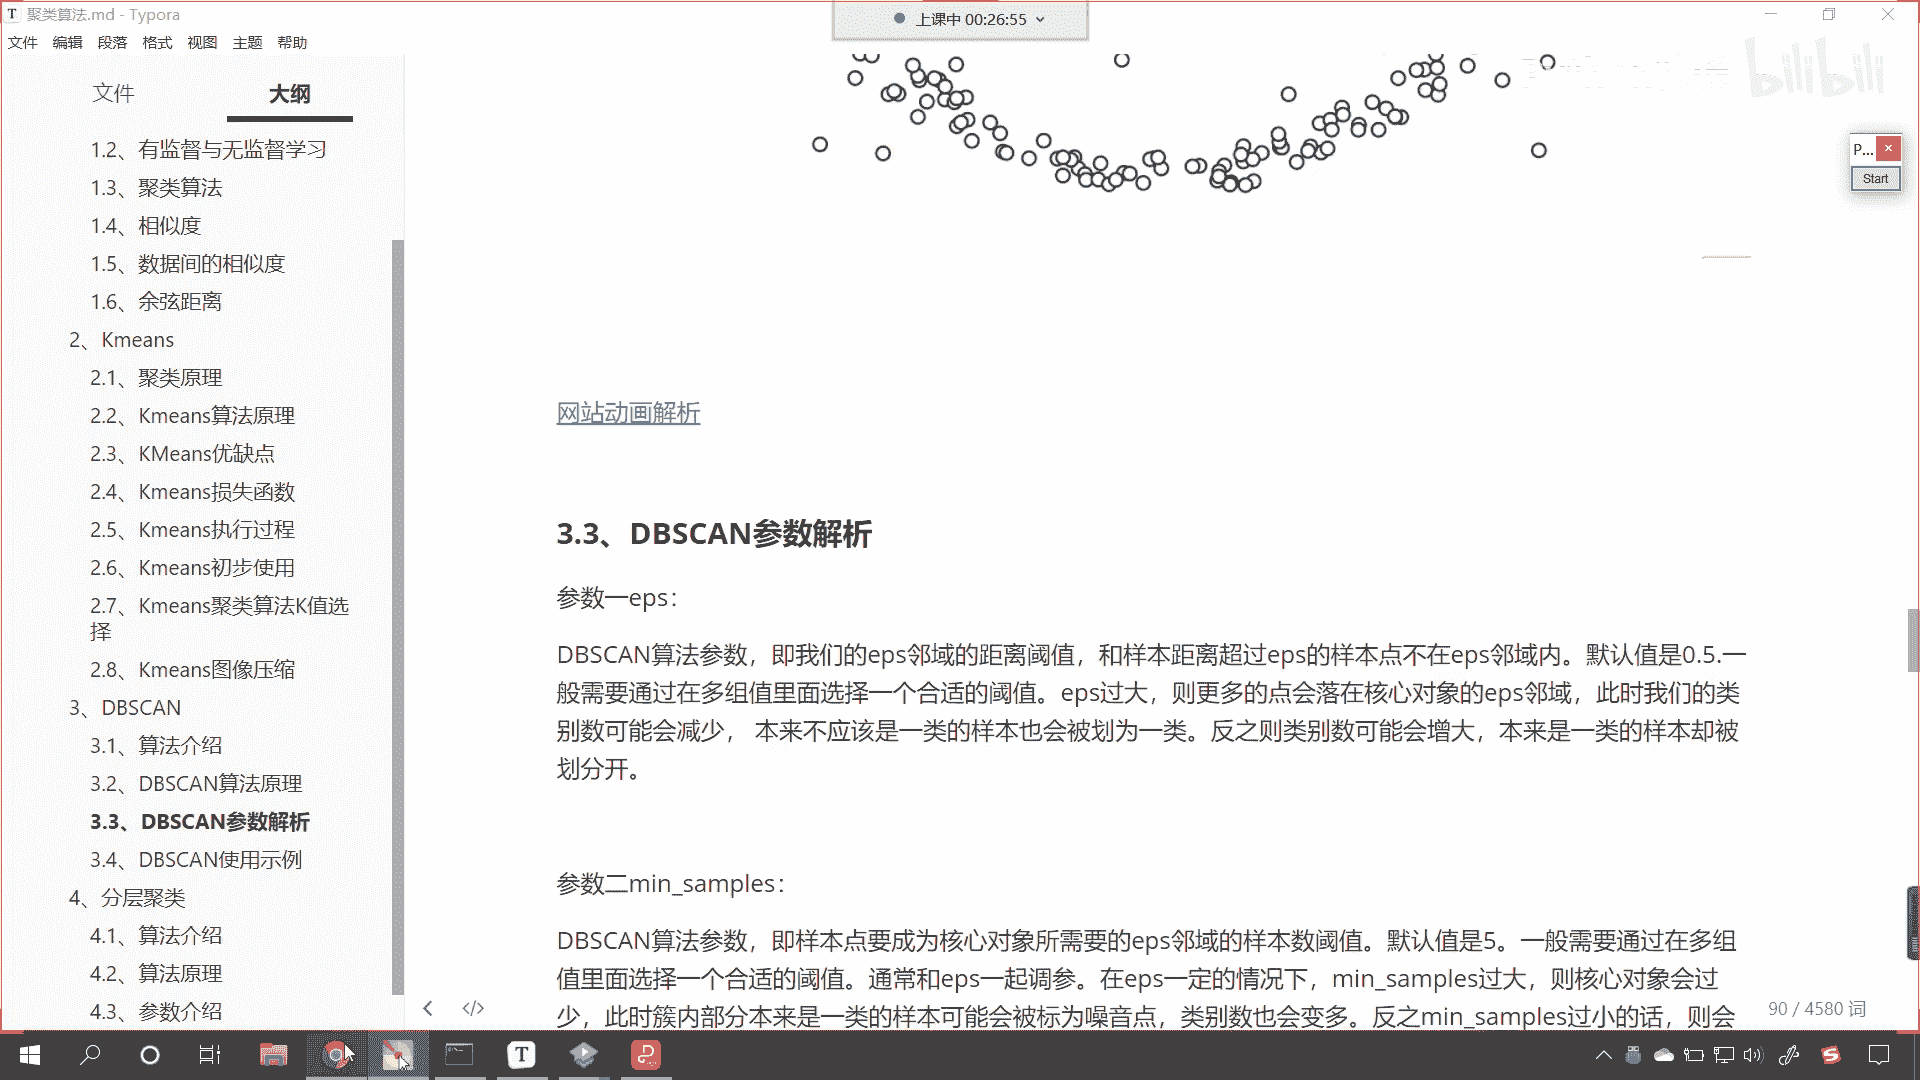 聚类算法.md - Typora
上课中 00:26:55
文件 编辑 段落 格式 视图 主题 帮助
bilibili
文件 大纲
P...
Start
1.2、有监督与无监督学习
1.3、聚类算法
1.4、相似度
1.5、数据间的相似度
1.6、余弦距离
2、Kmeans
2.1、聚类原理
2.2、Kmeans算法原理
2.3、KMeans优缺点
2.4、Kmeans损失函数
2.5、Kmeans执行过程
2.6、Kmeans初步使用
2.7、Kmeans聚类算法K值选
择
2.8、Kmeans图像压缩
3、DBSCAN
3.1、算法介绍
3.2、DBSCAN算法原理
3.3、DBSCAN参数解析
3.4、DBSCAN使用示例
4、分层聚类
4.1、算法介绍
4.2、算法原理
4.3、参数介绍
网站动画解析
3.3、DBSCAN参数解析
参数一eps：
DBSCAN算法参数，即我们的eps邻域的距离阈值，和样本距离超过eps的样本点不在eps邻域内。默认值是0.5.一
般需要通过在多组值里面选择一个合适的阈值。eps过大，则更多的点会落在核心对象的eps邻域，此时我们的类
别数可能会减少， 本来不应该是一类的样本也会被划为一类。反之则类别数可能会增大，本来是一类的样本却被
划分开。
参数二min_samples：
DBSCAN算法参数，即样本点要成为核心对象所需要的eps邻域的样本数阈值。默认值是5。一般需要通过在多组
值里面选择一个合适的阈值。通常和eps一起调参。在eps一定的情况下，min_samples过大，则核心对象会过
少，此时簇内部分本来是一类的样本可能会被标为噪音点，类别数也会变多。反之min_samples过小的话，则会
90 / 4580 词